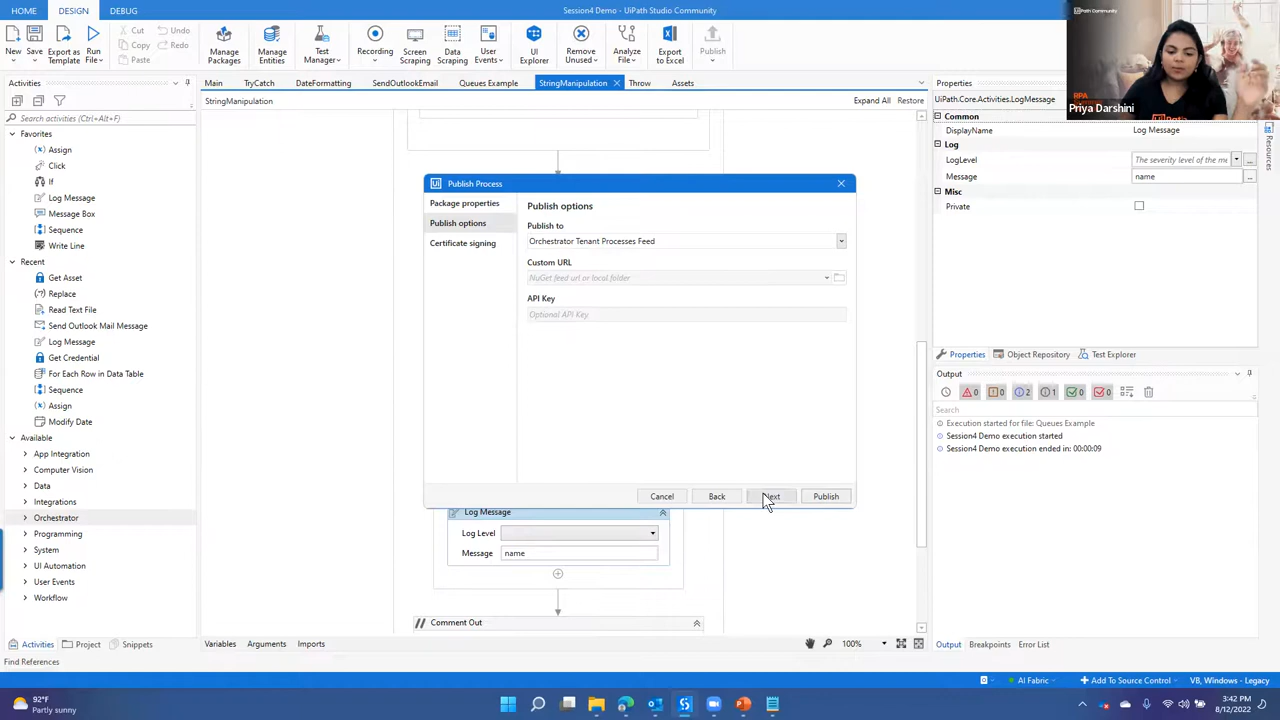 HOME
DESIGN
DEBUG
Session4 Demo - UiPath Studio Community
New
Save
Export as Template
Run File
Cut
Copy
Paste
Undo
Redo
Manage Packages
Manage Entities
Test Manager
Recording
Screen Scraping
Data Scraping
User Events
UI Explorer
Remove Unused
Analyze File
Export to Excel
Publish
UiPath Community
Priya Darshini
Activities
Search activities (Ctrl+Alt+F)
Favorites
Assign
Click
If
Log Message
Message Box
Sequence
Write Line
Recent
Get Asset
Replace
Read Text File
Send Outlook Mail Message
Log Message
Get Credential
For Each Row in Data Table
Sequence
Assign
Modify Date
Available
App Integration
Computer Vision
Data
Integrations
Orchestrator
Programming
System
UI Automation
User Events
Workflow
Activities
Project
Snippets
Find References
Main
TryCatch
DateFormatting
SendOutlookEmail
Queues Example
StringManipulation
Throw
Assets
StringManipulation
Expand All
Restore
Publish Process
Package properties
Publish options
Certificate signing
Publish options
Publish to
Orchestrator Tenant Processes Feed
Custom URL
NuGet feed url or local folder
API Key
Optional API Key
Cancel
Back
Next
Publish
Log Message
Log Level
Message name
// Comment Out
Variables
Arguments
Imports
100%
Properties
UiPath.Core.Activities.LogMessage
Common
DisplayName Log Message
Log
LogLevel The severity level of the me
Message name
Misc
Private
Resources
Properties
Object Repository
Test Explorer
Output
0
0
2
1
0
0
Search
Execution started for file: Queues Example
Session4 Demo execution started
Session4 Demo execution ended in: 00:00:09
Output
Breakpoints
Error List
AI Fabric
Add To Source Control
VB, Windows - Legacy
92°F
Partly sunny
3:42 PM
8/12/2022